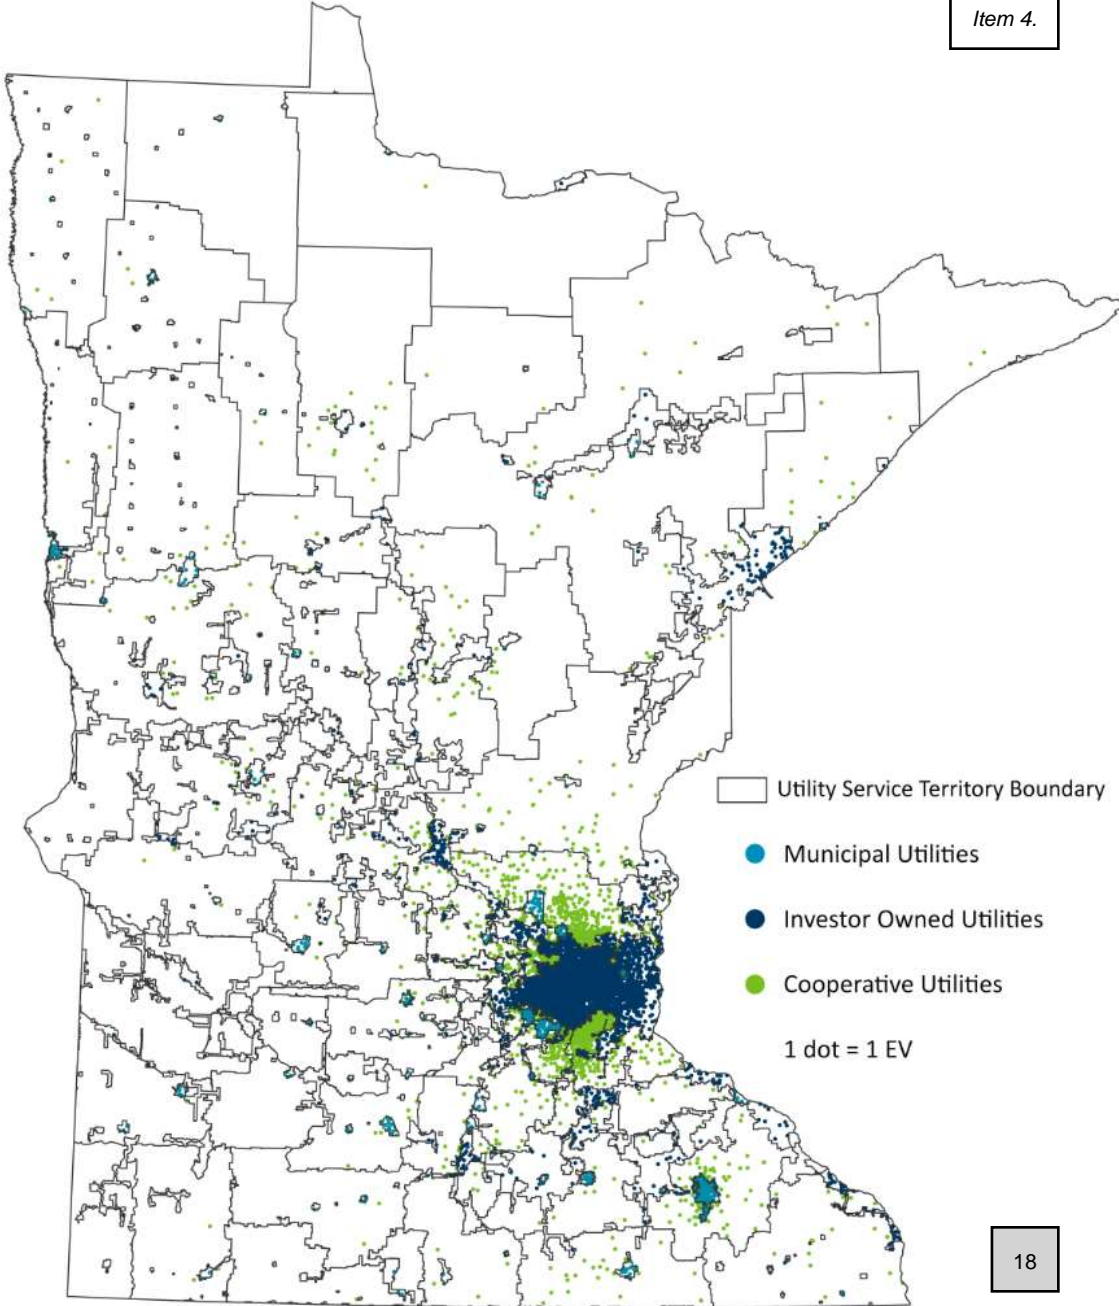 Item 4.
Utility Service Territory Boundary
Municipal Utilities
Investor Owned Utilities
Cooperative Utilities
1 dot = 1 EV
18